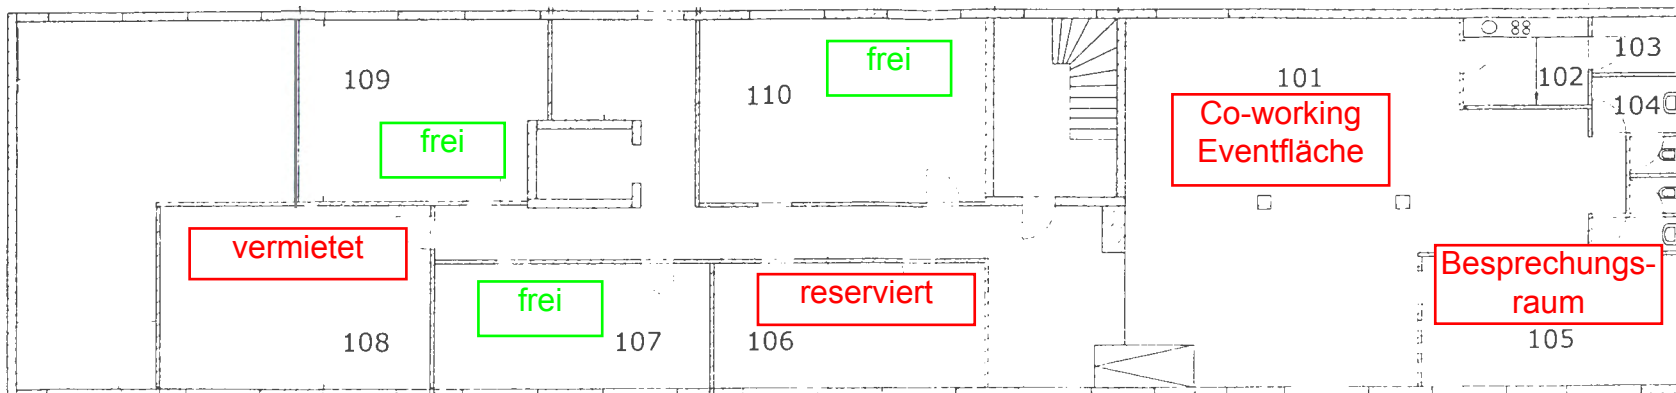 103
frei
109
101
102
110
104
Co-working
Eventfläche
frei
vermietet
Besprechungs-
raum
frei
reserviert
108
107
106
105